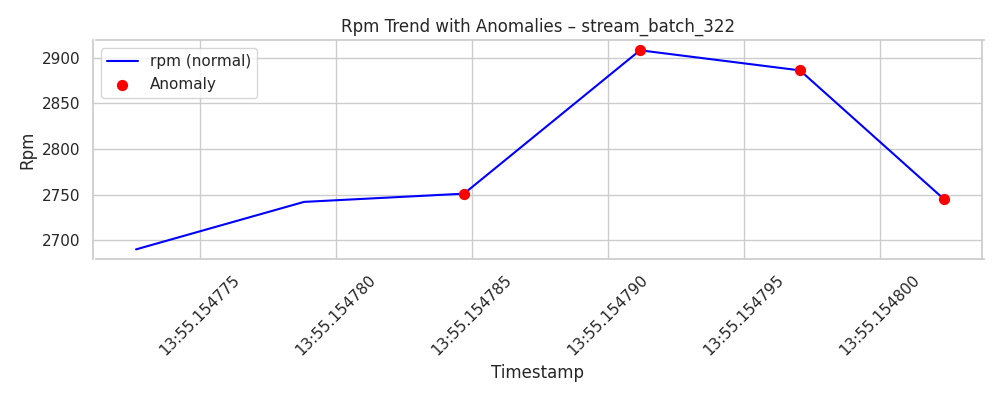 Rpm Trend with Anomalies – stream_batch_322
rpm (normal)
Anomaly
Rpm
2900
2850
2800
2750
2700
13:55.154775
13:55.154780
13:55.154785
13:55.154790
13:55.154795
13:55.154800
Timestamp